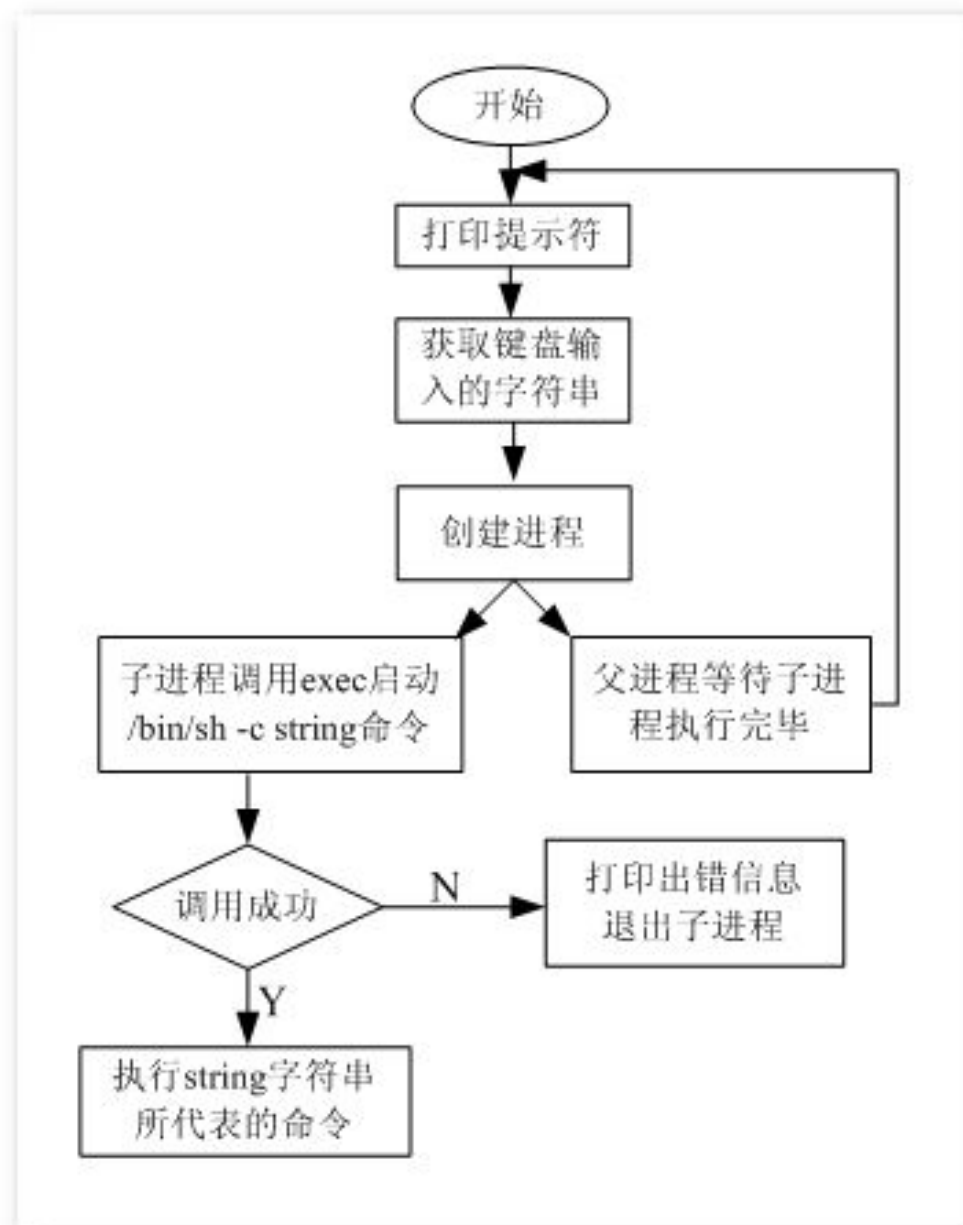 开始
打印提示符
获取键盘输
入的字符串
创建进程
子进程调用exec启动
/bin/sh -c string命令
父进程等待子进
程执行完毕
调用成功
N
打印出错信息
退出子进程
Y
执行string字符串
所代表的命令